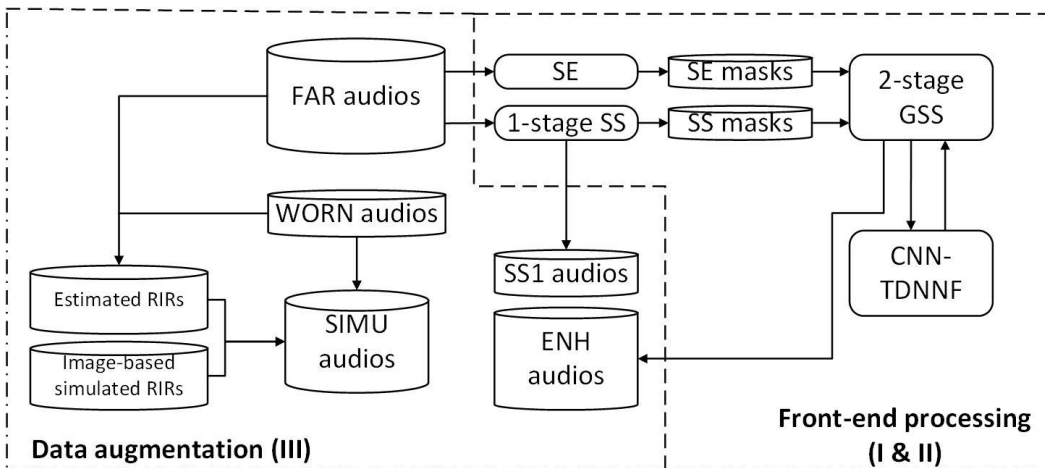 FAR audios
SE
SE masks
2-stage
GSS
1-stage SS
SS masks
WORN audios
SS1 audios
CNN-
TDNNF
Estimated RIRs
SIMU
audios
ENH
audios
Image-based
simulated RIRs
Data augmentation (III)
Front-end processing
(I & II)